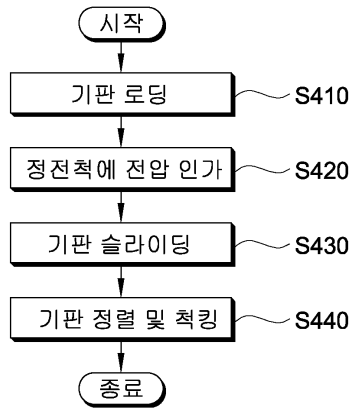 시작
기판 로딩 S410
정전척에 전압 인가 S420
기판 슬라이딩 S430
기판 정렬 및 척킹 S440
종료